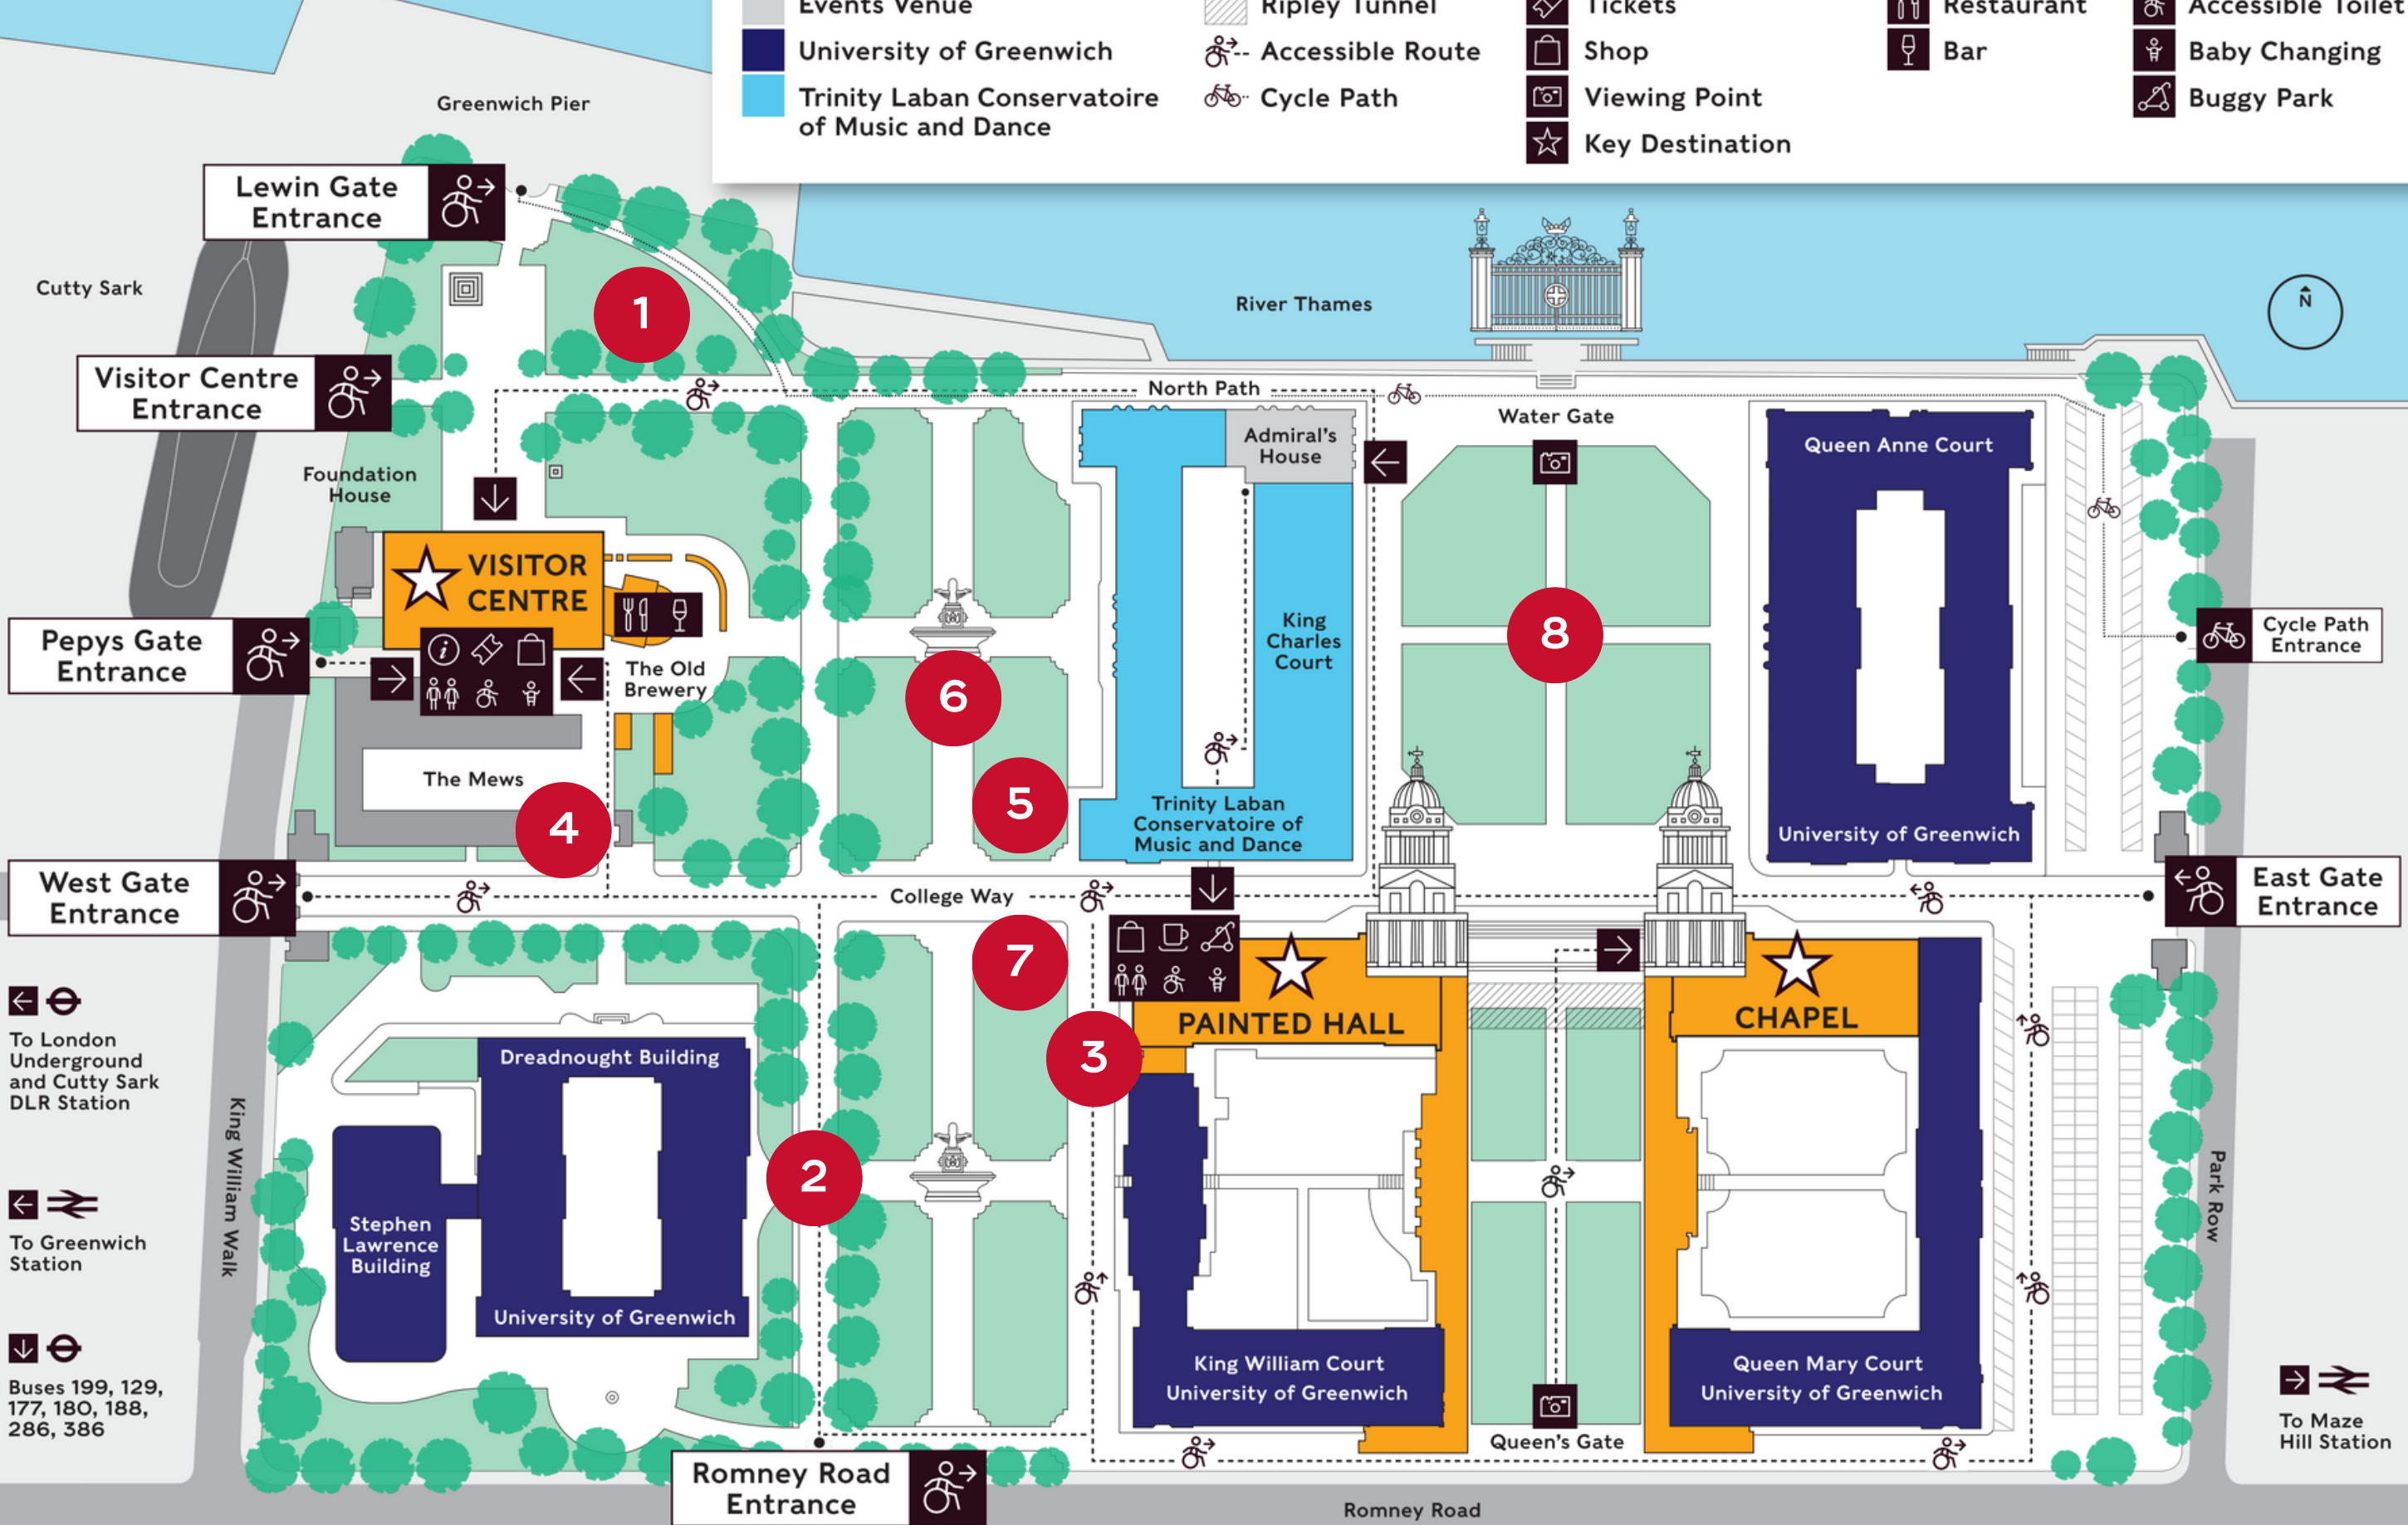 Events Venue
University of Greenwich
Trinity Laban Conservatoire
of Music and Dance
Ripley Tunnel
Accessible Route
Cycle Path
Tickets
Shop
Viewing Point
Key Destination
Restaurant
Bar
Accessible Toilet
Baby Changing
Buggy Park
Greenwich Pier
Lewin Gate
Entrance
Cutty Sark
1
River Thames
N
Visitor Centre
Entrance
North Path
Water Gate
Admiral's
House
Queen Anne Court
Foundation
House
VISITOR
CENTRE
i
King
Charles
Court
8
Cycle Path
Entrance
Pepys Gate
Entrance
The Old
Brewery
6
The Mews
4
5
Trinity Laban
Conservatoire of
Music and Dance
University of Greenwich
West Gate
Entrance
College Way
East Gate
Entrance
7
To London
Underground
and Cutty Sark
DLR Station
PAINTED HALL
CHAPEL
Dreadnought Building
3
King William Walk
2
Park Row
To Greenwich
Station
Stephen
Lawrence
Building
University of Greenwich
Buses 199, 129,
177, 180, 188,
286, 386
King William Court
University of Greenwich
Queen Mary Court
University of Greenwich
Queen's Gate
To Maze
Hill Station
Romney Road
Entrance
Romney Road